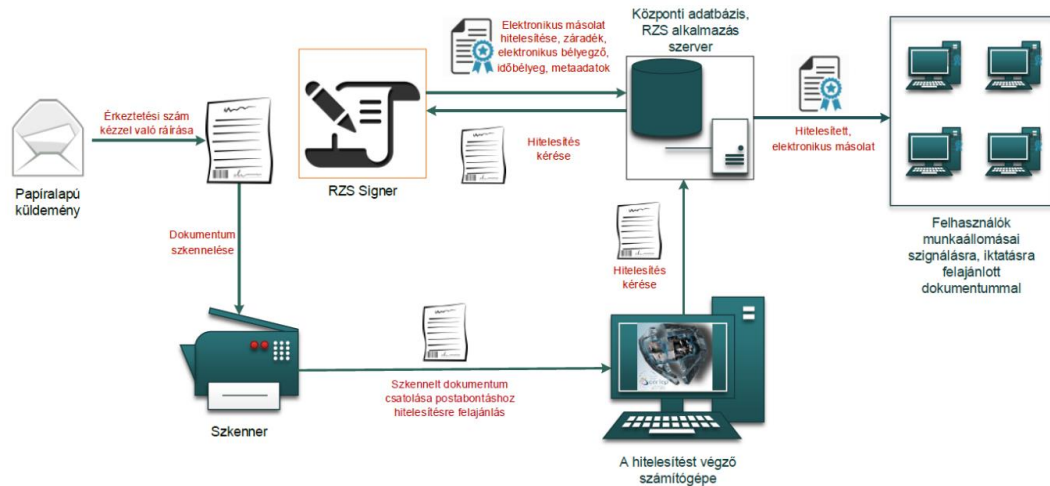 Elektronikus másolat
hitelesítése, záradék,
elektronikus bélyegző,
időbélyeg, metaadatok
Központi adatbázis,
RZS alkalmazás
szerver
Érkeztetési szám
kézzel való ráírása
Papíralapú
küldemény
RZS Signer
Hitelesítés
kérése
Hitelesített,
elektronikus másolat
Felhasználók
munkaállomásai
szignálásra, iktatásra
felajánlott
dokumentummal
Dokumentum
szkennelése
Hitelesítés
kérése
Szkennelt dokumentum
csatolása postabontáshoz
hitelesítésre felajánlás
Szkenner
A hitelesítést végző
számítógépe